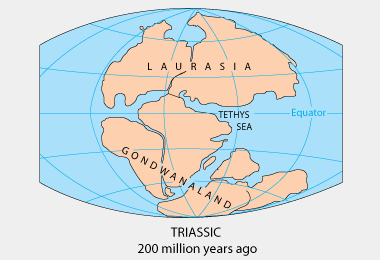 LAURASIA
TETHYS
SEA
Equator
GONDWANALAND
TRIASSIC
200 million years ago